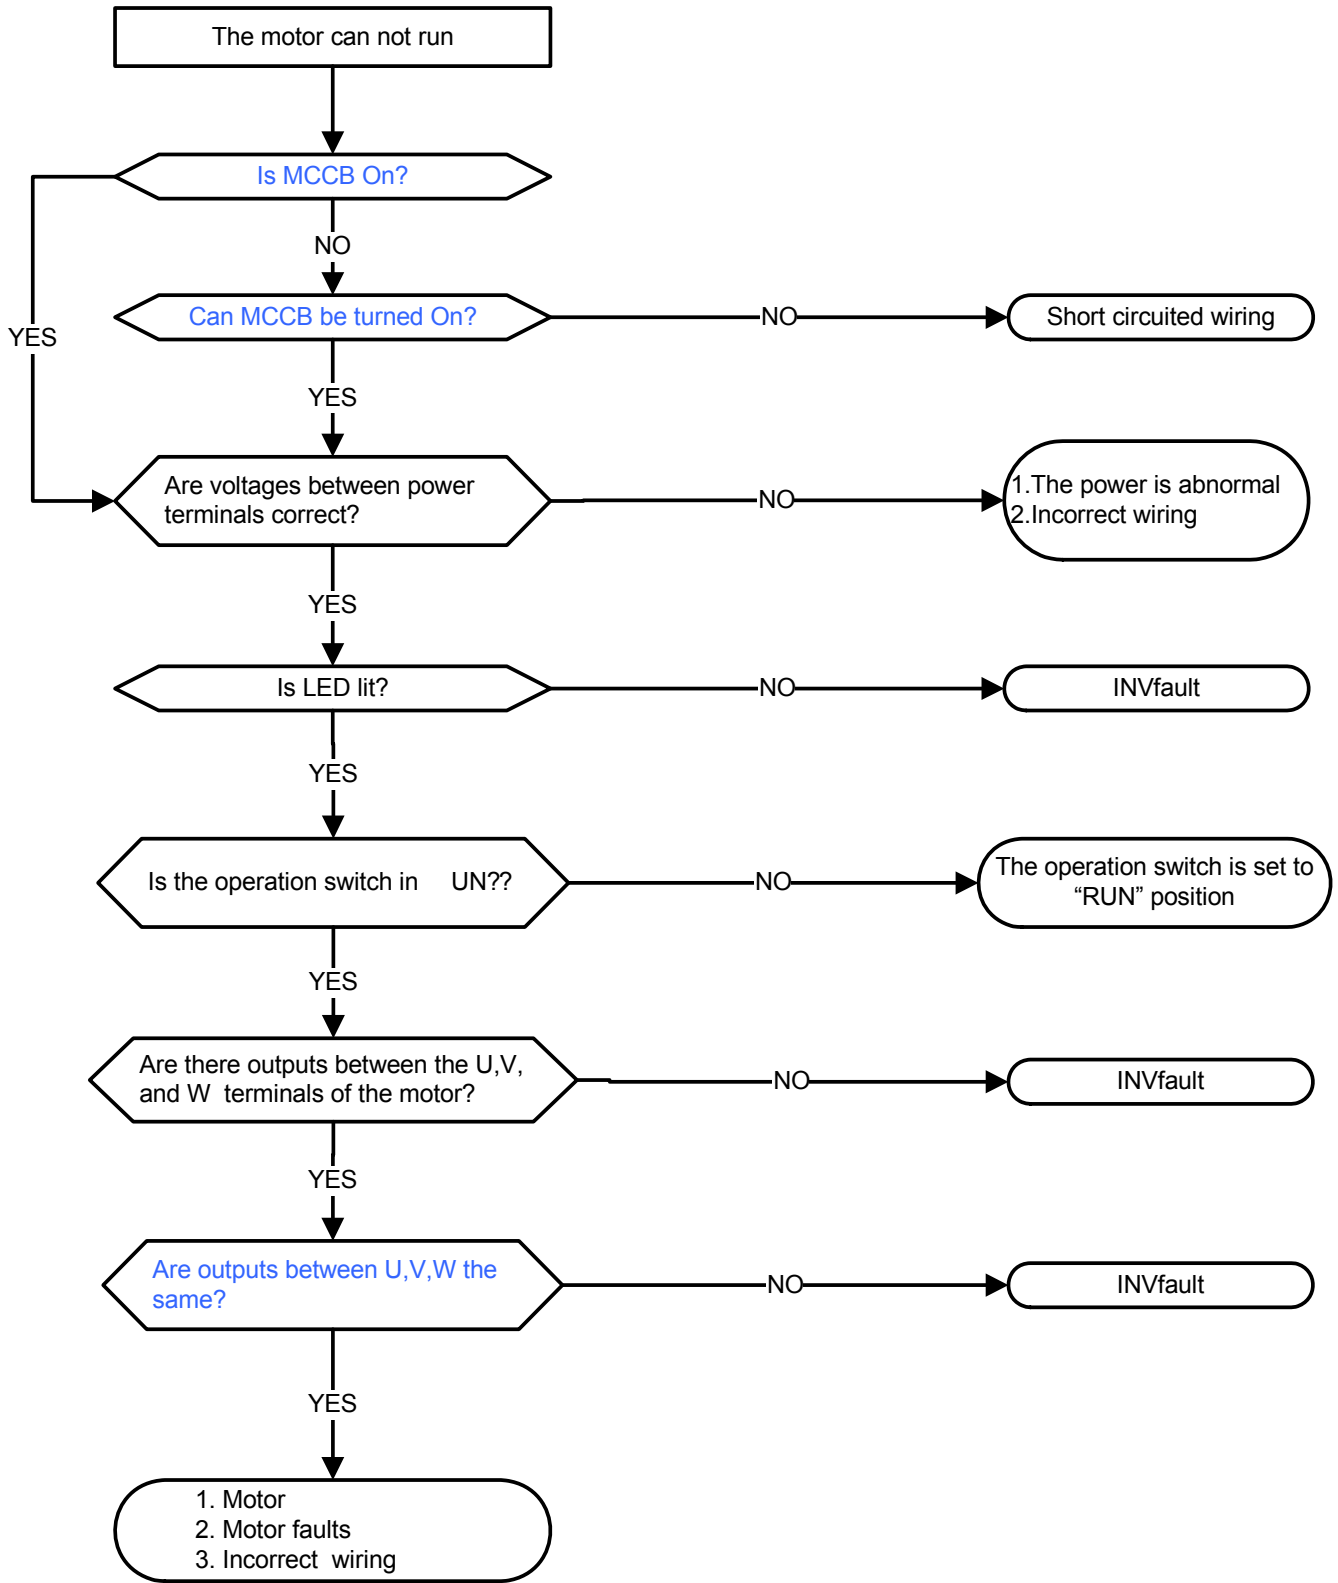 The motor can not run
Is MCCB On?
NO
Can MCCB be turned On?
NO
Short circuited wiring
YES
YES
Are voltages between power
terminals correct?
NO
1.The power is abnormal
2.Incorrect wiring
YES
Is LED lit?
NO
INVfault
YES
Is the operation switch in UN??
NO
The operation switch is set to
“RUN” position
YES
Are there outputs between the U,V,
and W terminals of the motor?
NO
INVfault
YES
Are outputs between U,V,W the
same?
NO
INVfault
YES
1. Motor
2. Motor faults
3. Incorrect wiring